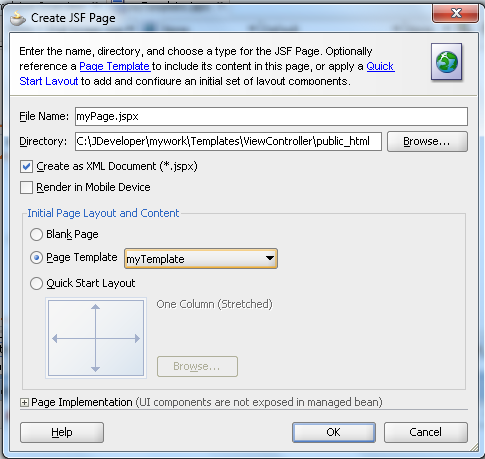 Create JSF Page
Enter the name, directory, and choose a type for the JSF Page. Optionally
reference a Page Template to include its content in this page, or apply a Quick
Start Layout to add and configure an initial set of layout components.
File Name: myPage.jspx
Directory: C:\JDeveloper\mywork\Templates\ViewController\public_html Browse...
Create as XML Document (*.jspx)
Render in Mobile Device
Initial Page Layout and Content
Blank Page
Page Template myTemplate
Quick Start Layout
One Column (Stretched)
Browse...
Page Implementation (UI components are not exposed in managed bean)
Help OK Cancel